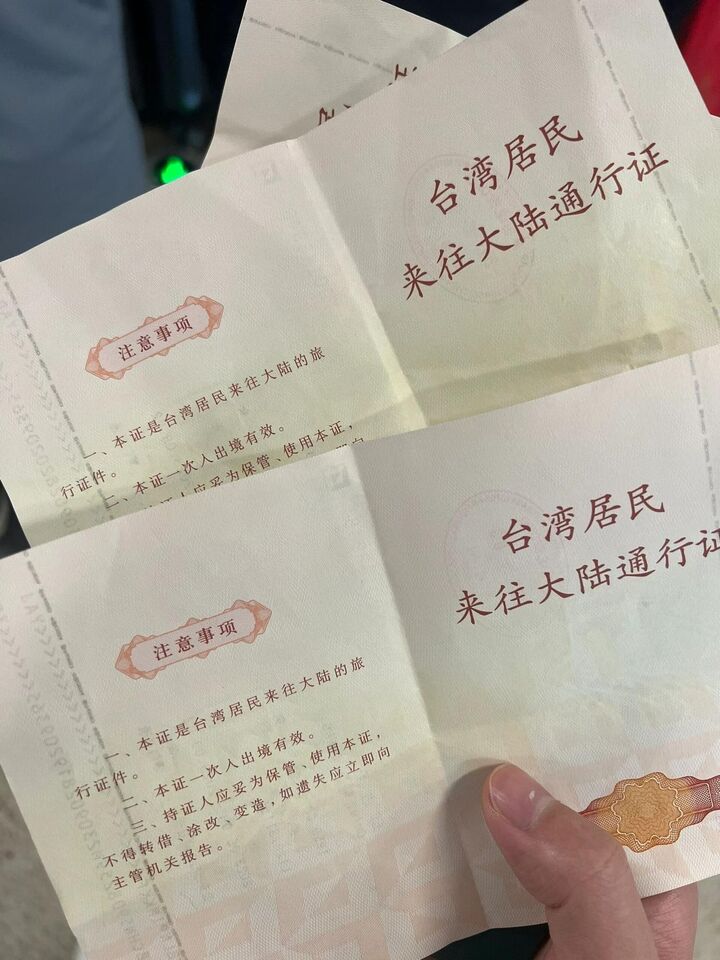 台湾居民
来往大陆通行证
注意事项
一、本证是台湾居民来往大陆的旅
行证件。
二、本证一次入出境有效。
台湾居民
来往大陆通行证
注意事项
一、本证是台湾居民来往大陆的旅
行证件。
二、本证一次入出境有效。
三、持证人应妥为保管、使用本证，
不得转借、涂改、变造，如遗失应立即向
主管机关报告。